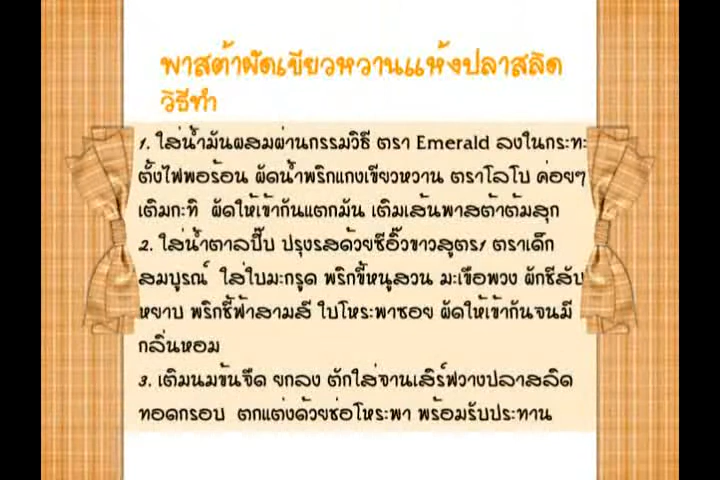 พาสต้าผัดเขียวหวานแห้งปลาสลิด
วิธีทำ
1. ใส่น้ำมันผสมผ่านกรรมวิธี ตรา Emerald ลงในกระทะ
ตั้งไฟพอร้อน ผัดน้ำพริกแกงเขียวหวาน ตราโลโบ ค่อยๆ
เติมกะทิ ผัดให้เข้ากันแตกมัน เติมเส้นพาสต้าต้มสุก
2. ใส่น้ำตาลปี๊บ ปรุงรสด้วยซีอิ๊วขาวสูตร1 ตราเด็ก
สมบูรณ์ ใส่ใบมะกรูด พริกขี้หนูสวน มะเขือพวง ผักชีสับ
หยาบ พริกชี้ฟ้าสามสี ใบโหระพาซอย ผัดให้เข้ากันจนมี
กลิ่นหอม
3. เติมนมข้นจืด ยกลง ตักใส่จานเสิร์ฟวางปลาสลิด
ทอดกรอบ ตกแต่งด้วยช่อโหระพา พร้อมรับประทาน